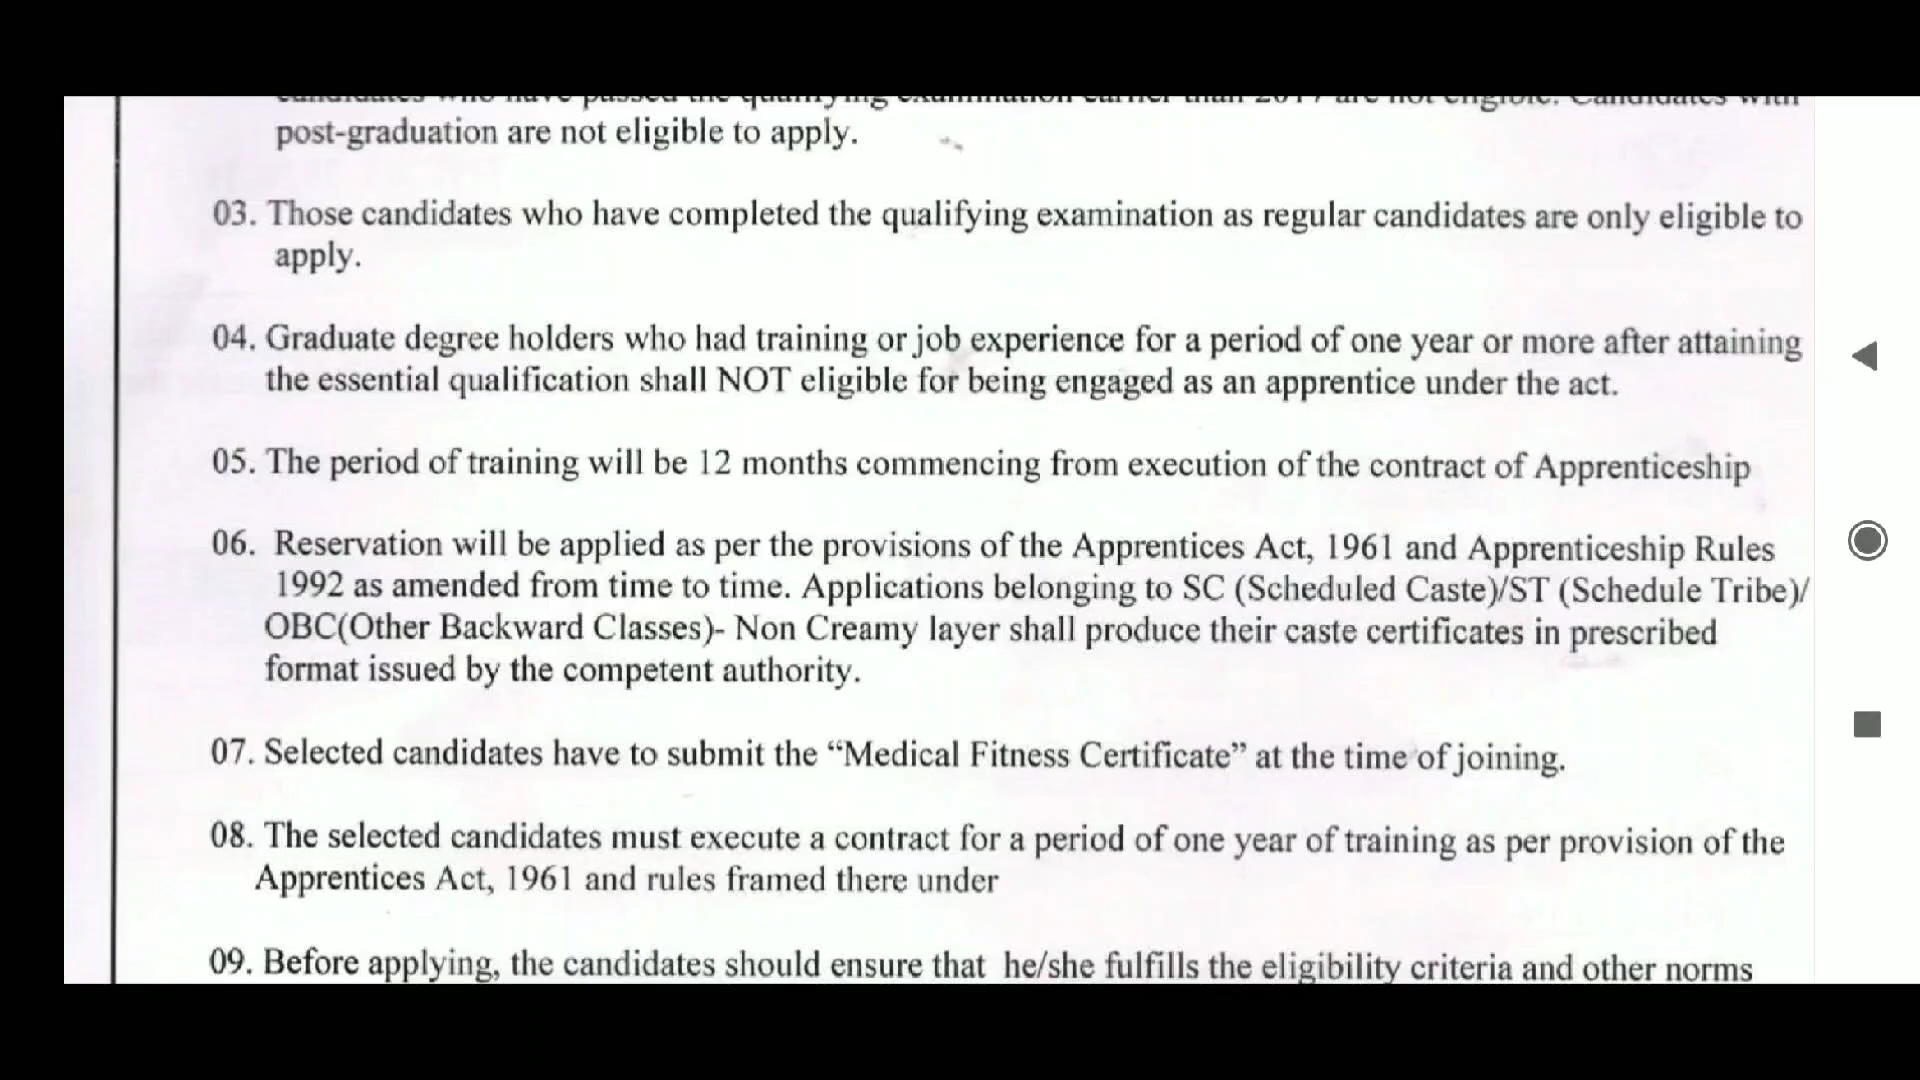 post-graduation are not eligible to apply.
03. Those candidates who have completed the qualifying examination as regular candidates are only eligible to
apply.
04. Graduate degree holders who had training or job experience for a period of one year or more after attaining
the essential qualification shall NOT eligible for being engaged as an apprentice under the act.
05. The period of training will be 12 months commencing from execution of the contract of Apprenticeship
06. Reservation will be applied as per the provisions of the Apprentices Act, 1961 and Apprenticeship Rules
1992 as amended from time to time. Applications belonging to SC (Scheduled Caste)/ST (Schedule Tribe)/
OBC(Other Backward Classes)- Non Creamy layer shall produce their caste certificates in prescribed
format issued by the competent authority.
07. Selected candidates have to submit the “Medical Fitness Certificate” at the time of joining.
08. The selected candidates must execute a contract for a period of one year of training as per provision of the
Apprentices Act, 1961 and rules framed there under
09. Before applying, the candidates should ensure that he/she fulfills the eligibility criteria and other norms